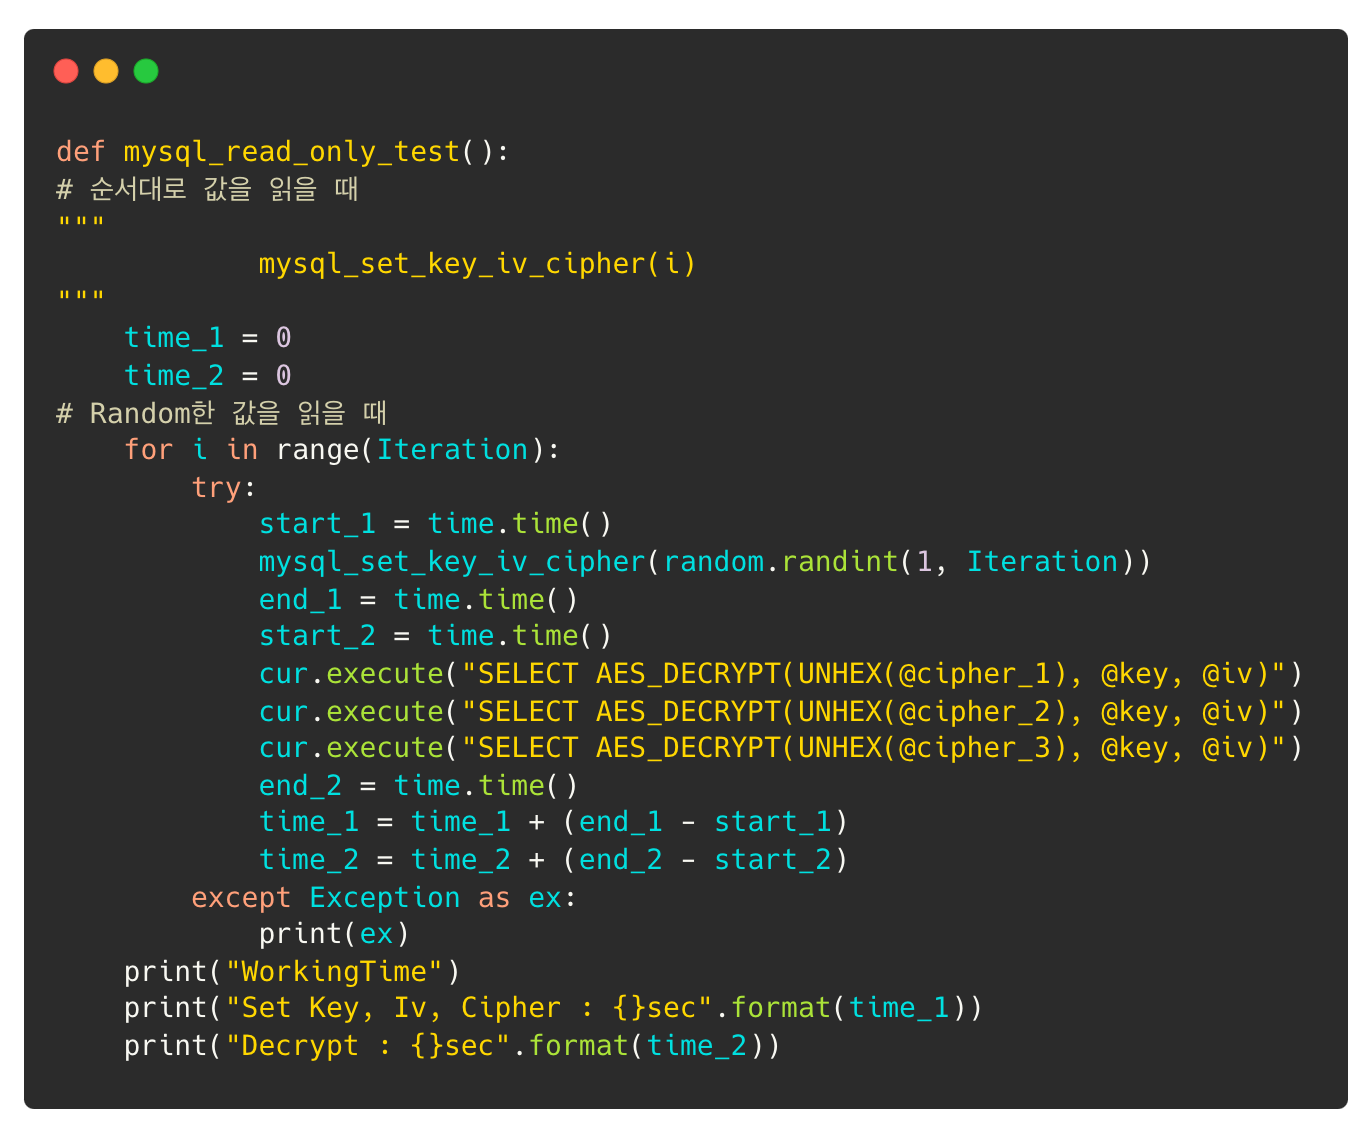 def mysql_read_only_test():
# 순서대로 값을 읽을 때
"""
            mysql_set_key_iv_cipher(i)
"""
    time_1 = 0
    time_2 = 0
# Random한 값을 읽을 때
    for i in range(Iteration):
        try:
            start_1 = time.time()
            mysql_set_key_iv_cipher(random.randint(1, Iteration))
            end_1 = time.time()
            start_2 = time.time()
            cur.execute("SELECT AES_DECRYPT(UNHEX(@cipher_1), @key, @iv)")
            cur.execute("SELECT AES_DECRYPT(UNHEX(@cipher_2), @key, @iv)")
            cur.execute("SELECT AES_DECRYPT(UNHEX(@cipher_3), @key, @iv)")
            end_2 = time.time()
            time_1 = time_1 + (end_1 - start_1)
            time_2 = time_2 + (end_2 - start_2)
        except Exception as ex:
            print(ex)
    print("WorkingTime")
    print("Set Key, Iv, Cipher : {}sec".format(time_1))
    print("Decrypt : {}sec".format(time_2))